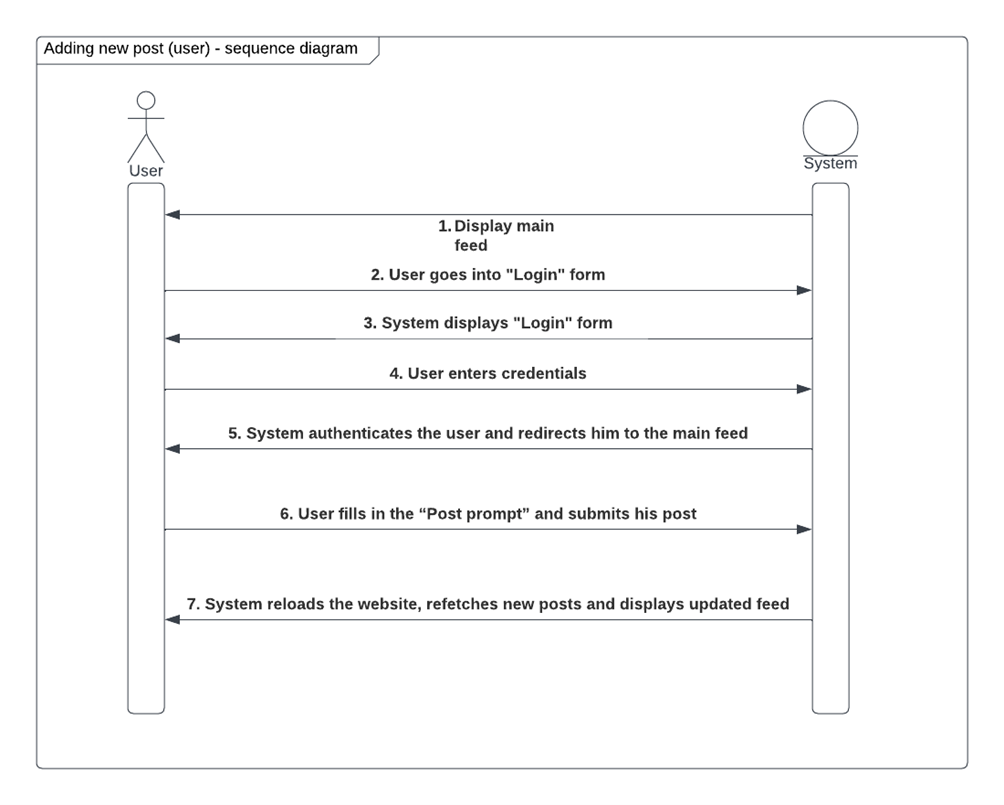 Adding new post (user) - sequence diagram
User
System
1. Display main
feed
2. User goes into "Login" form
3. System displays "Login" form
4. User enters credentials
5. System authenticates the user and redirects him to the main feed
6. User fills in the “Post prompt” and submits his post
7. System reloads the website, refetches new posts and displays updated feed